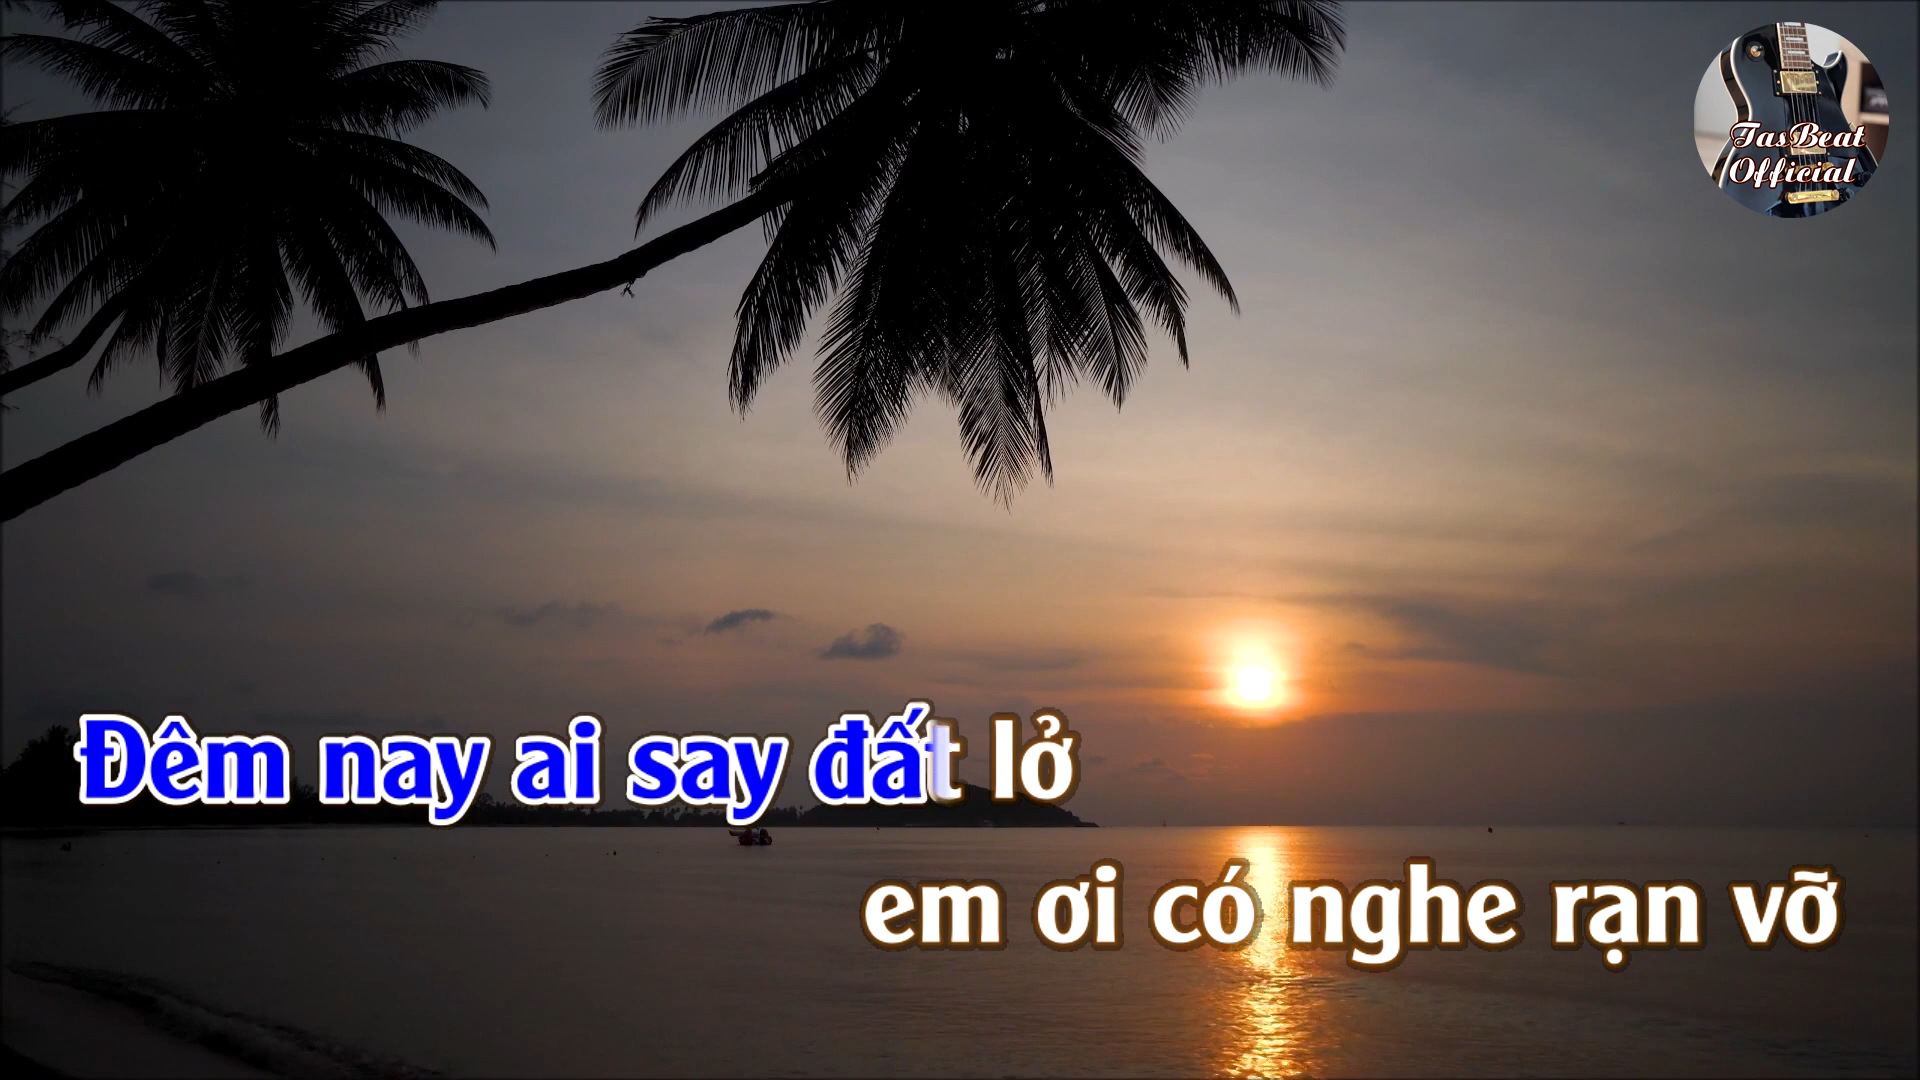 TasBeat
Official
Đêm nay ai say đất lở
em ơi có nghe rạn vỡ